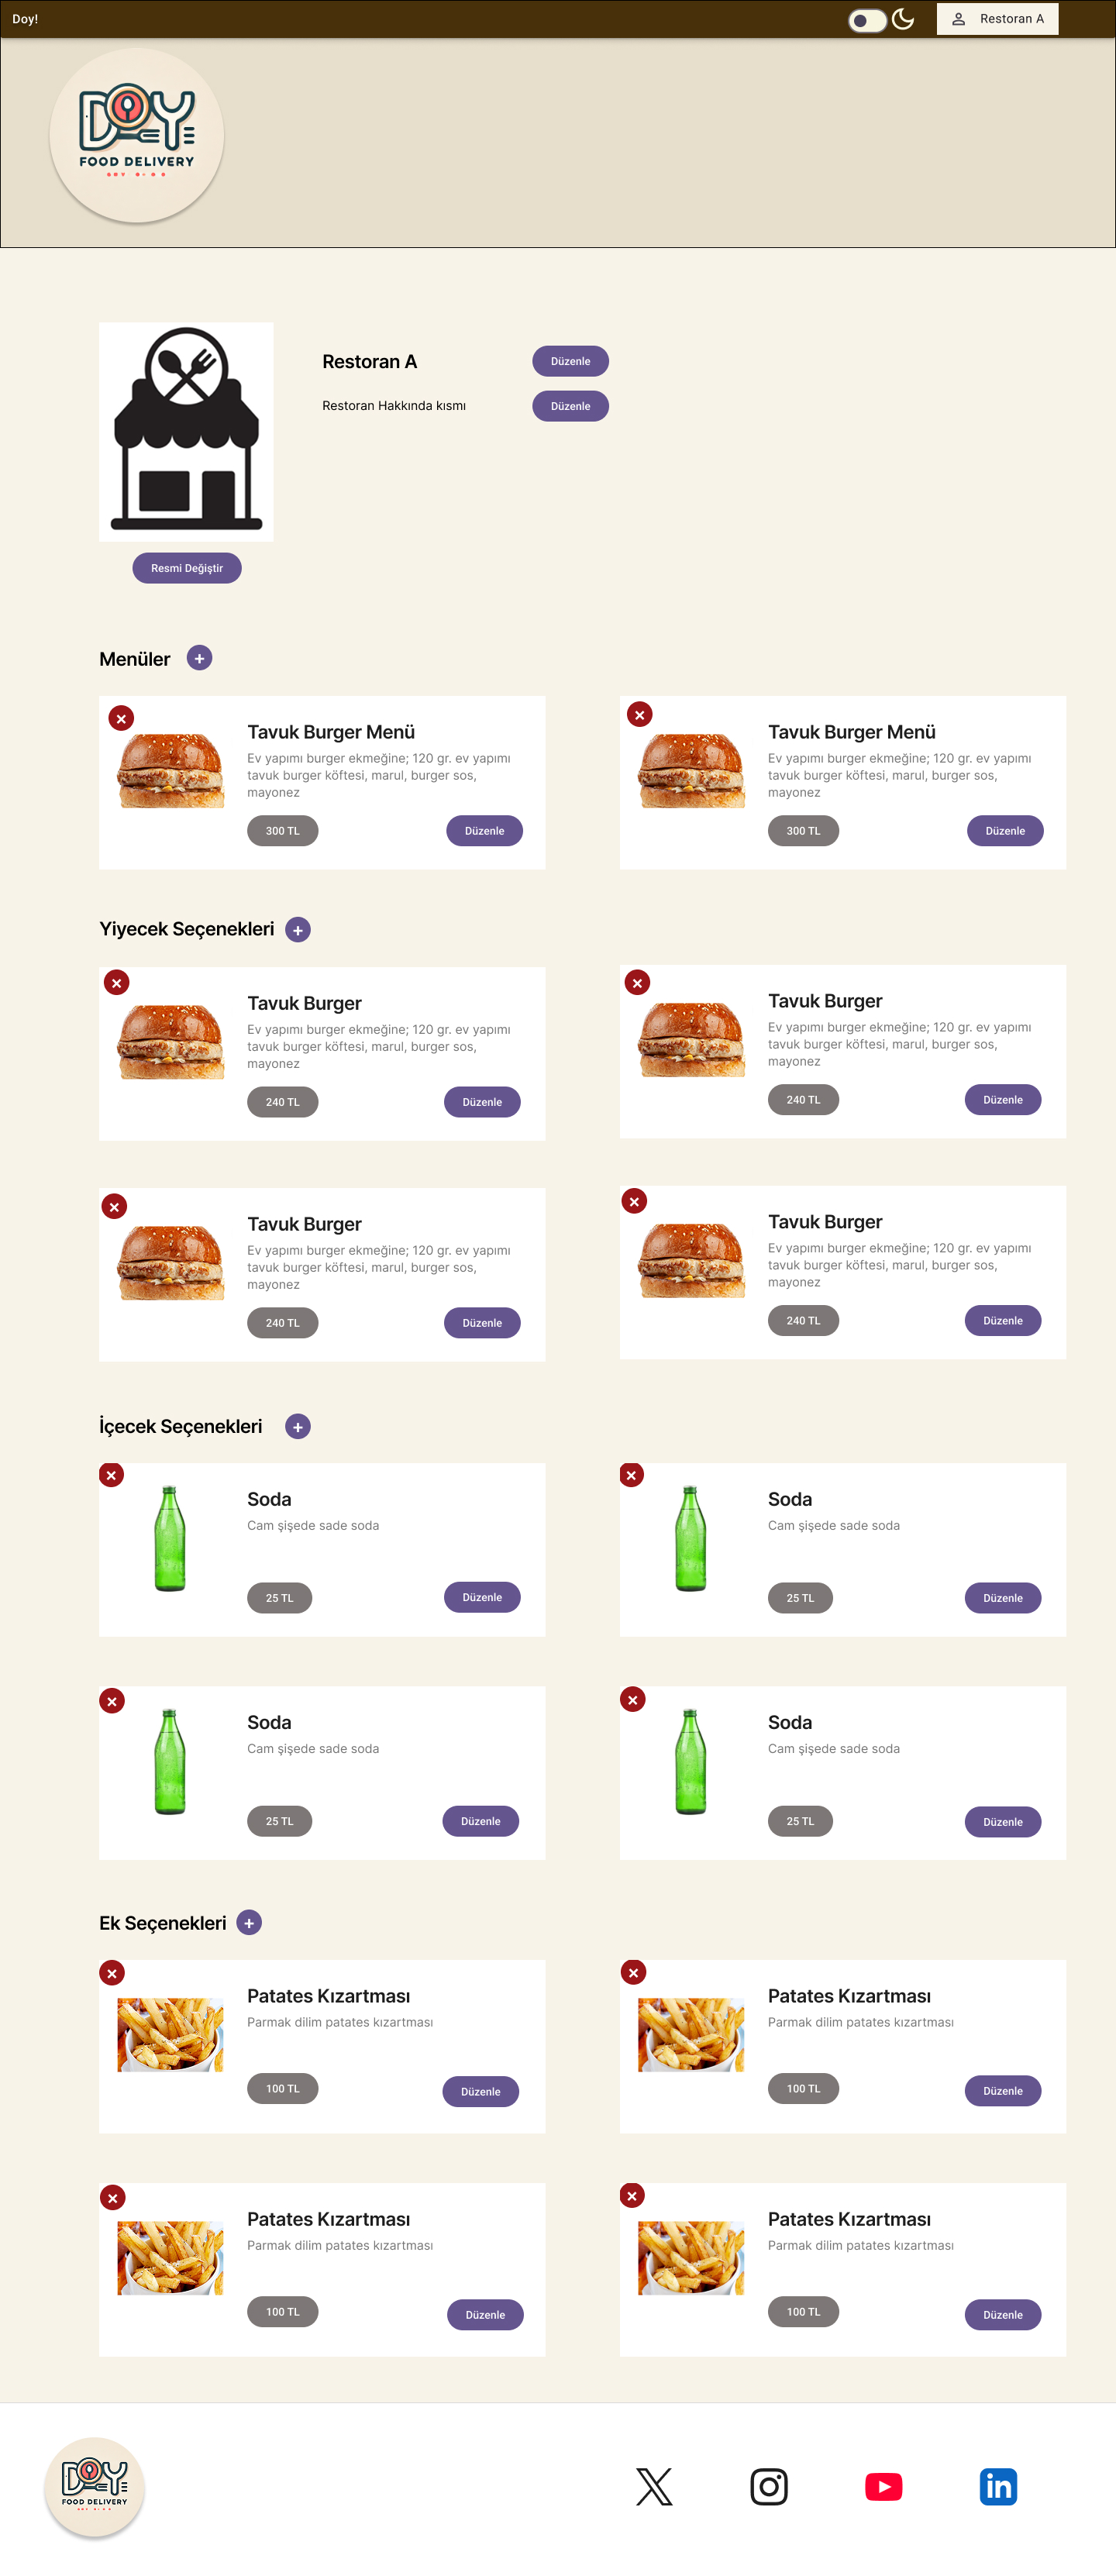 Doy!
Restoran A
DOY
FOOD DELIVERY
Restoran A
Düzenle
Restoran Hakkında kısmı
Düzenle
Resmi Değiştir
Menüler
+
Tavuk Burger Menü
Ev yapımı burger ekmeğine; 120 gr. ev yapımı
tavuk burger köftesi, marul, burger sos,
mayonez
300 TL
Düzenle
Tavuk Burger Menü
Ev yapımı burger ekmeğine; 120 gr. ev yapımı
tavuk burger köftesi, marul, burger sos,
mayonez
300 TL
Düzenle
Yiyecek Seçenekleri
+
Tavuk Burger
Ev yapımı burger ekmeğine; 120 gr. ev yapımı
tavuk burger köftesi, marul, burger sos,
mayonez
240 TL
Düzenle
Tavuk Burger
Ev yapımı burger ekmeğine; 120 gr. ev yapımı
tavuk burger köftesi, marul, burger sos,
mayonez
240 TL
Düzenle
Tavuk Burger
Ev yapımı burger ekmeğine; 120 gr. ev yapımı
tavuk burger köftesi, marul, burger sos,
mayonez
240 TL
Düzenle
Tavuk Burger
Ev yapımı burger ekmeğine; 120 gr. ev yapımı
tavuk burger köftesi, marul, burger sos,
mayonez
240 TL
Düzenle
İçecek Seçenekleri
+
Soda
Cam şişede sade soda
25 TL
Düzenle
Soda
Cam şişede sade soda
25 TL
Düzenle
Soda
Cam şişede sade soda
25 TL
Düzenle
Soda
Cam şişede sade soda
25 TL
Düzenle
Ek Seçenekleri
+
Patates Kızartması
Parmak dilim patates kızartması
100 TL
Düzenle
Patates Kızartması
Parmak dilim patates kızartması
100 TL
Düzenle
Patates Kızartması
Parmak dilim patates kızartması
100 TL
Düzenle
Patates Kızartması
Parmak dilim patates kızartması
100 TL
Düzenle
DOY
FOOD DELIVERY
in